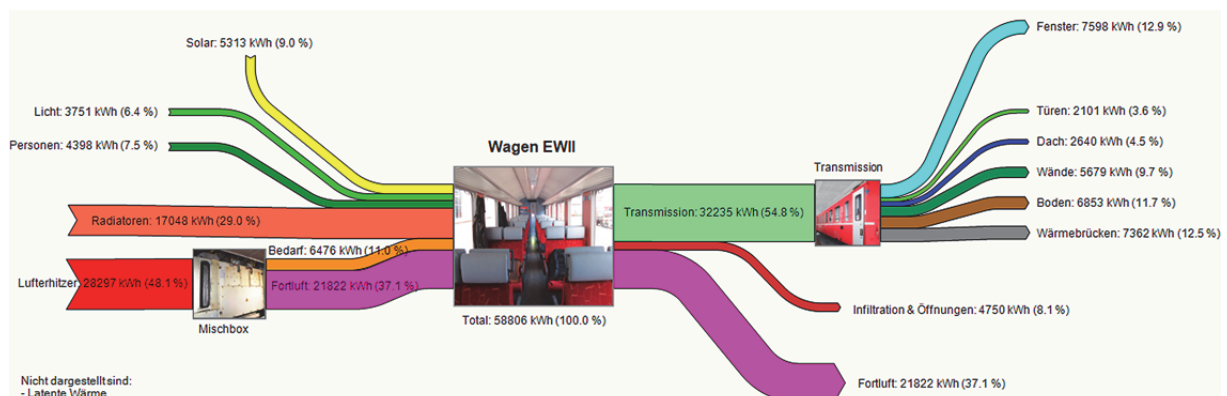 Solar: 5313 kWh (9.0 %)
Licht: 3751 kWh (6.4 %)
Personen: 4398 kWh (7.5 %)
Radiatoren: 17048 kWh (29.0 %)
Bedarf: 6476 kWh (11.0 %)
Lufterhitzer: 28297 kWh (48.1 %)
Fortluft: 21822 kWh (37.1 %)
Mischbox
Nicht dargestellt sind:
- Latente Wärme
Wagen EWII
Total: 58806 kWh (100.0 %)
Transmission: 32235 kWh (54.8 %)
Transmission
Fenster: 7598 kWh (12.9 %)
Türen: 2101 kWh (3.6 %)
Dach: 2640 kWh (4.5 %)
Wände: 5679 kWh (9.7 %)
Boden: 6853 kWh (11.7 %)
Wärmebrücken: 7362 kWh (12.5 %)
Infiltration & Öffnungen: 4750 kWh (8.1 %)
Fortluft: 21822 kWh (37.1 %)